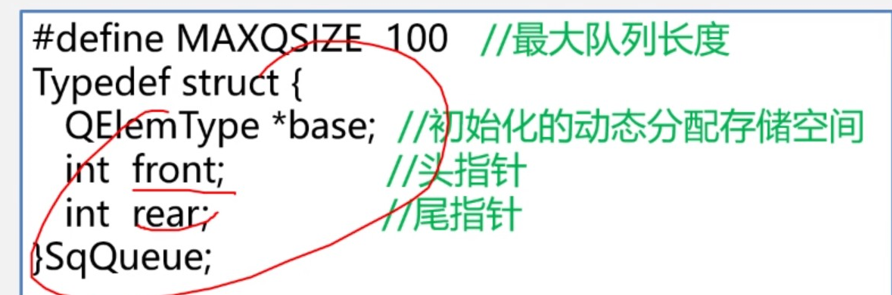 #define MAXQSIZE 100 //最大队列长度
Typedef struct {
QElemType *base; //初始化的动态分配存储空间
int front; //头指针
int rear; //尾指针
}SqQueue;